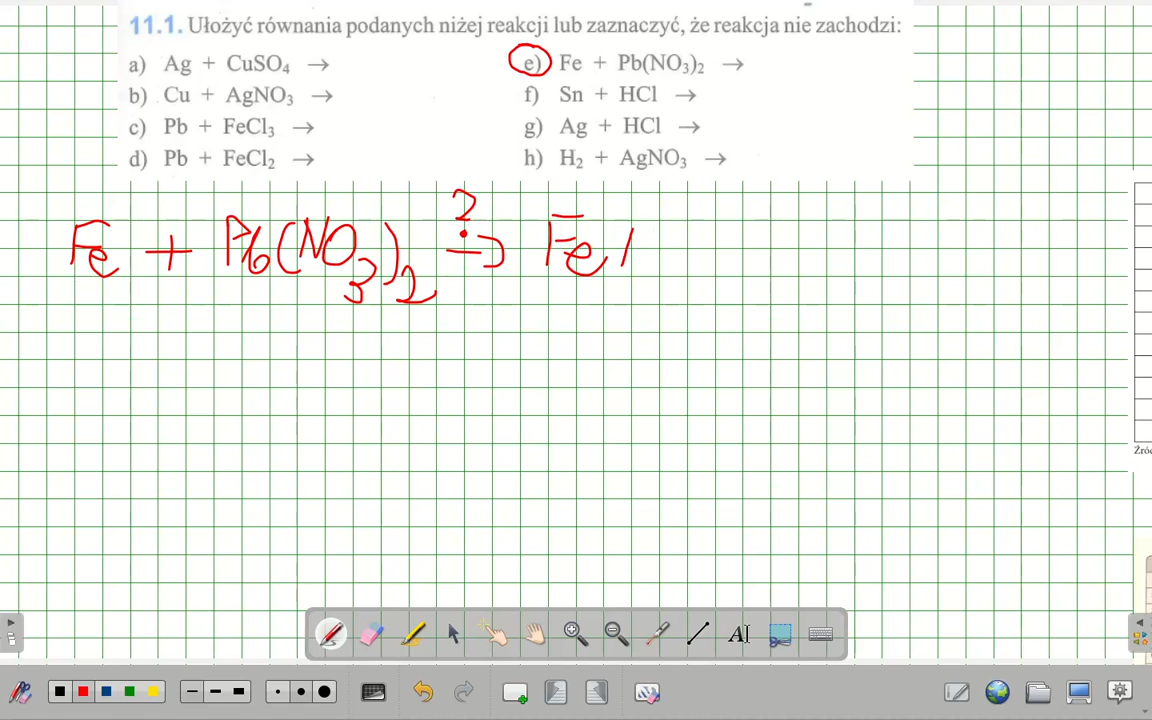 11.1. Ułożyć równania podanych niżej reakcji lub zaznaczyć, że reakcja nie zachodzi:
a) Ag + CuSO₄ →
b) Cu + AgNO₃ →
c) Pb + FeCl₃ →
d) Pb + FeCl₂ →
e) Fe + Pb(NO₃)₂ →
f) Sn + HCl →
g) Ag + HCl →
h) H₂ + AgNO₃ →
Fe + Pb(NO₃)₂ →? Fe
Źró
A